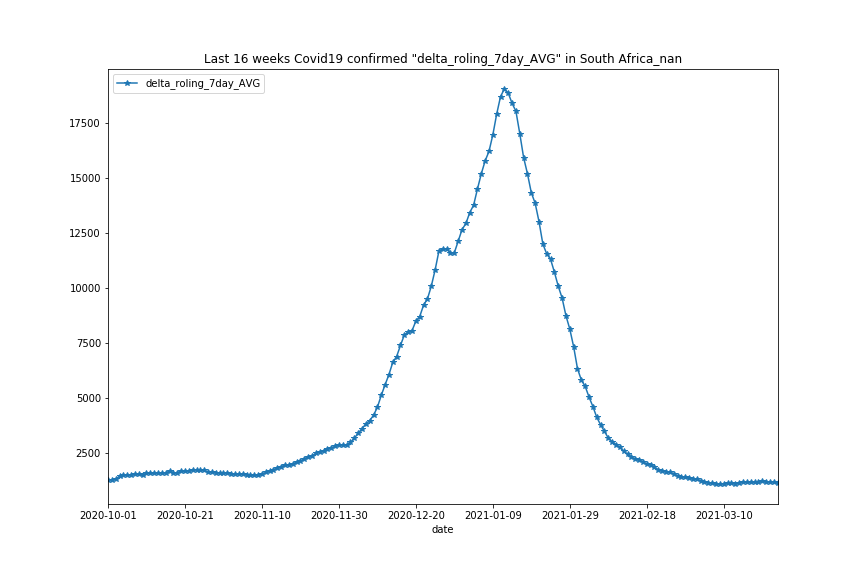 Last 16 weeks Covid19 confirmed "delta_roling_7day_AVG" in South Africa_nan
delta_roling_7day_AVG
17500
15000
12500
10000
7500
5000
2500
2020-10-01 2020-10-21 2020-11-10 2020-11-30 2020-12-20 2021-01-09 2021-01-29 2021-02-18 2021-03-10
date